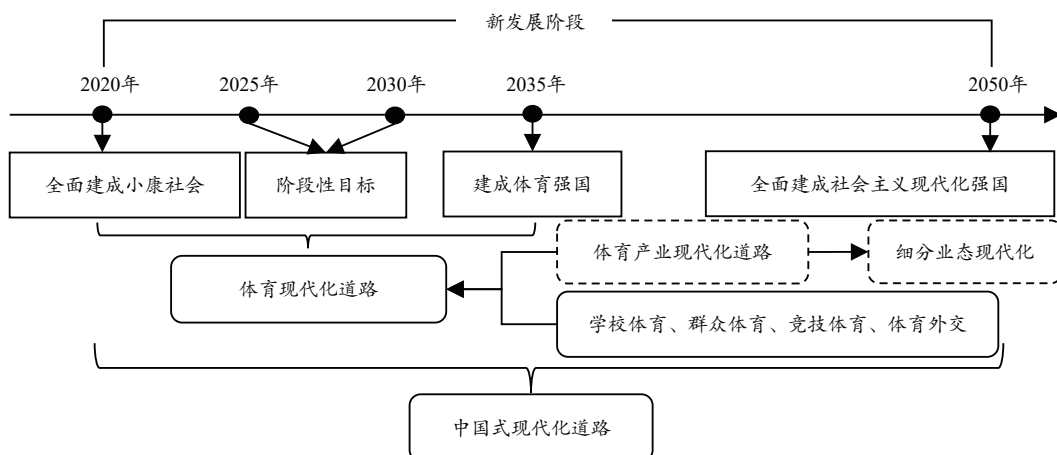 新发展阶段
2020年 2025年 2030年 2035年 2050年
全面建成小康社会 阶段性目标 建成体育强国 全面建成社会主义现代化强国
体育产业现代化道路 细分业态现代化
体育现代化道路
学校体育、群众体育、竞技体育、体育外交
中国式现代化道路